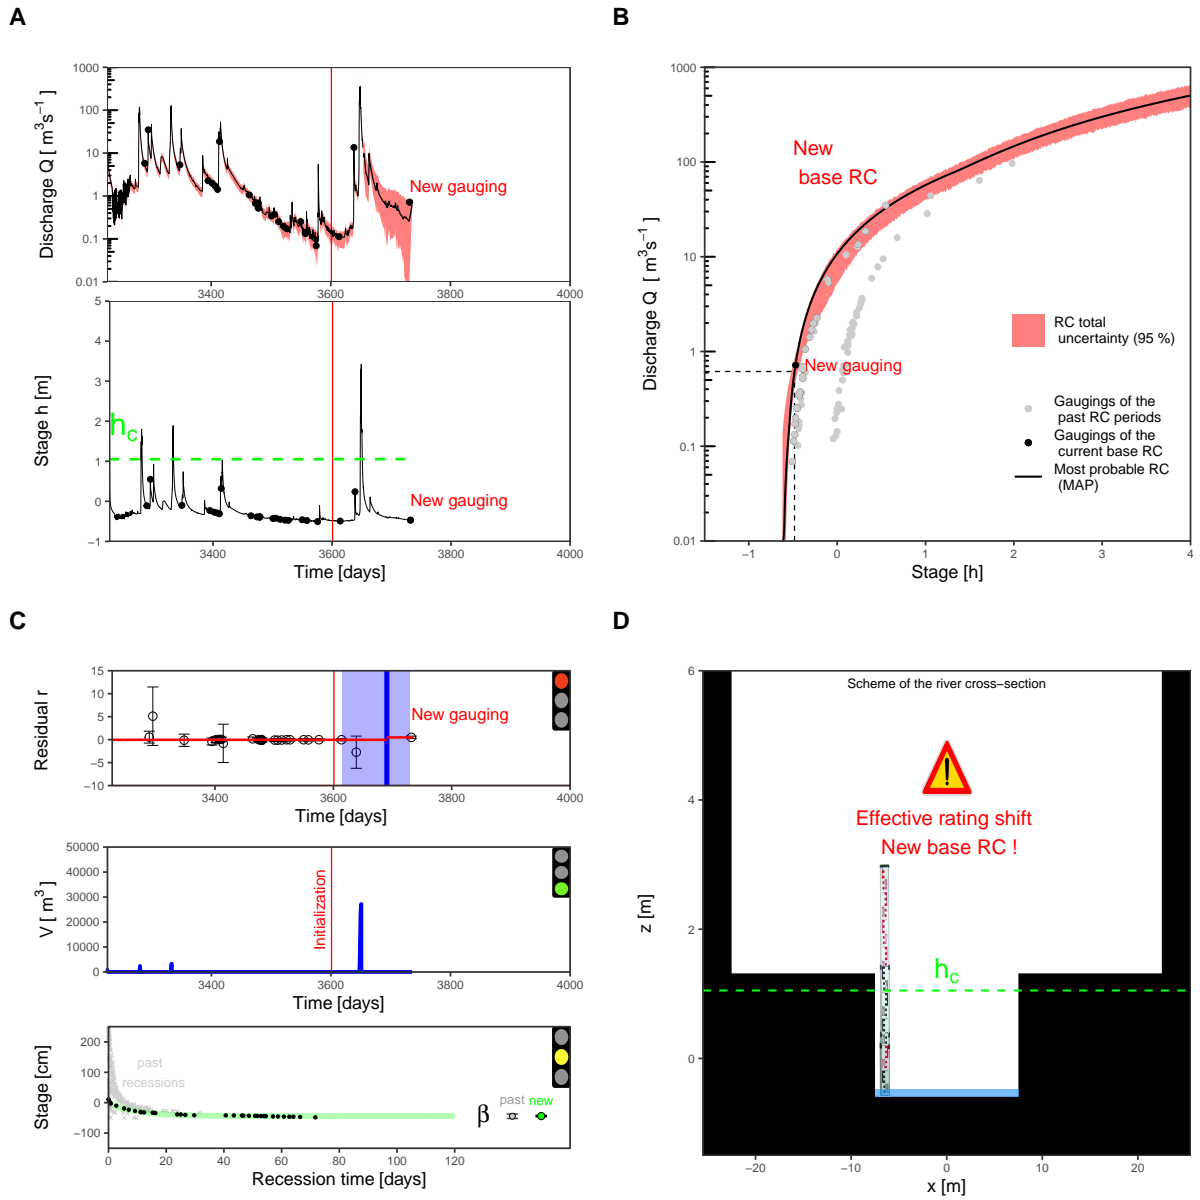 A
1000
100
10
1
0.1
0.01
Discharge Q [ m³s⁻¹ ]
New gauging
3400
3600
3800
4000
5
4
3
2
1
0
−1
Stage h [m]
hc
New gauging
3400
3600
3800
4000
Time [days]
B
1000
100
10
1
0.1
0.01
Discharge Q [ m³s⁻¹ ]
New
base RC
New gauging
RC total
uncertainty (95 %)
Gaugings of the
past RC periods
Gaugings of the
current base RC
Most probable RC
(MAP)
−1
0
1
2
3
4
Stage [h]
C
15
10
5
0
−5
−10
Residual r
New gauging
3400
3600
3800
4000
Time [days]
50000
40000
30000
20000
10000
0
V [ m³ ]
Initialization
3400
3600
3800
4000
Time [days]
200
100
0
−100
Stage [cm]
past
recessions
β
past new
0
20
40
60
80
100
120
Recession time [days]
D
6
4
2
0
z [m]
Scheme of the river cross−section
!
Effective rating shift
New base RC !
hc
−20
−10
0
10
20
x [m]